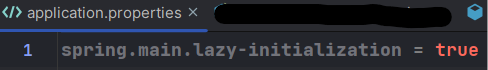 </> application.properties ×
1 spring.main.lazy-initialization = true